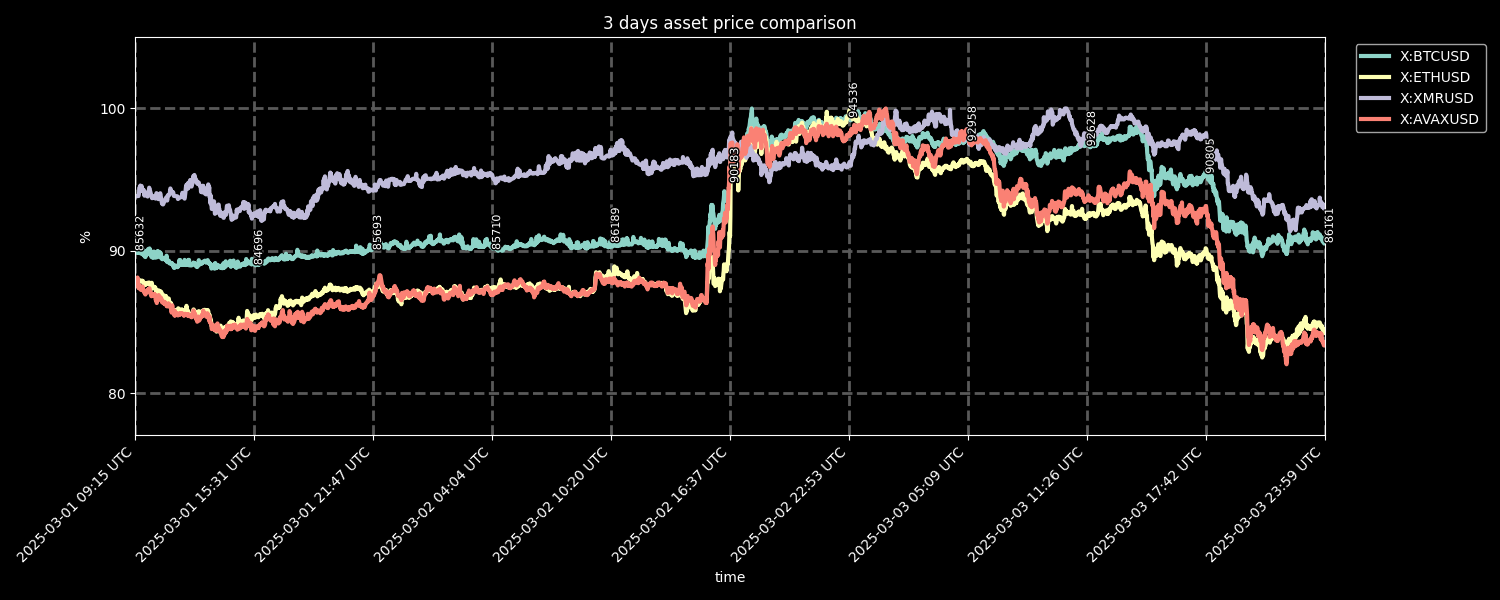 3 days asset price comparison
X:BTCUSD
X:ETHUSD
X:XMRUSD
X:AVAXUSD
100
90
80
%
85632
84696
85693
85710
86189
90183
94536
92958
92628
90805
86161
2025-03-01 09:15 UTC
2025-03-01 15:31 UTC
2025-03-01 21:47 UTC
2025-03-02 04:04 UTC
2025-03-02 10:20 UTC
2025-03-02 16:37 UTC
2025-03-02 22:53 UTC
2025-03-03 05:09 UTC
2025-03-03 11:26 UTC
2025-03-03 17:42 UTC
2025-03-03 23:59 UTC
time